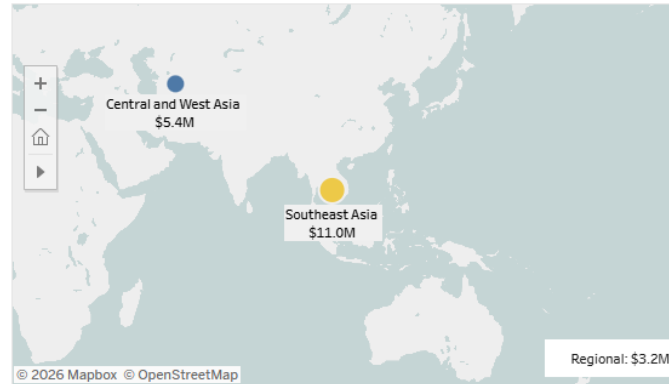 Central and West Asia
$5.4M
Southeast Asia
$11.0M
Regional: $3.2M
© 2026 Mapbox © OpenStreetMap